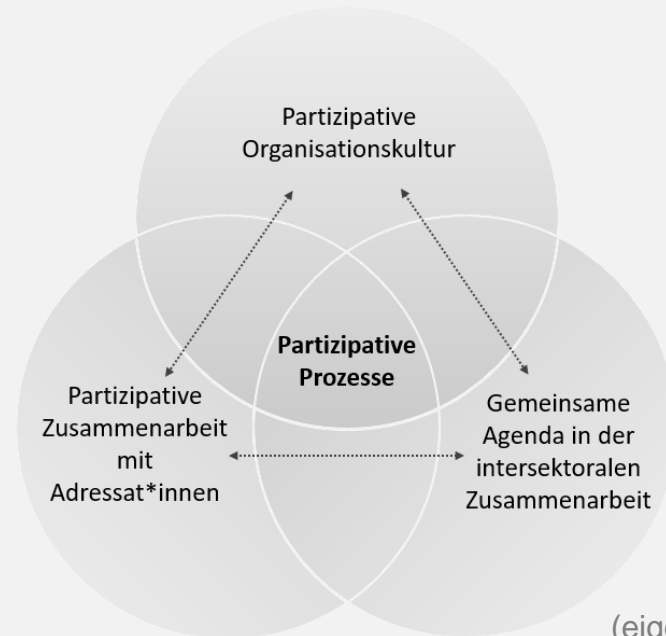 Partizipative
Organisationskultur
Partizipative
Prozesse
Partizipative
Zusammenarbeit
mit
Adressat*innen
Gemeinsame
Agenda in der
intersektoralen
Zusammenarbeit